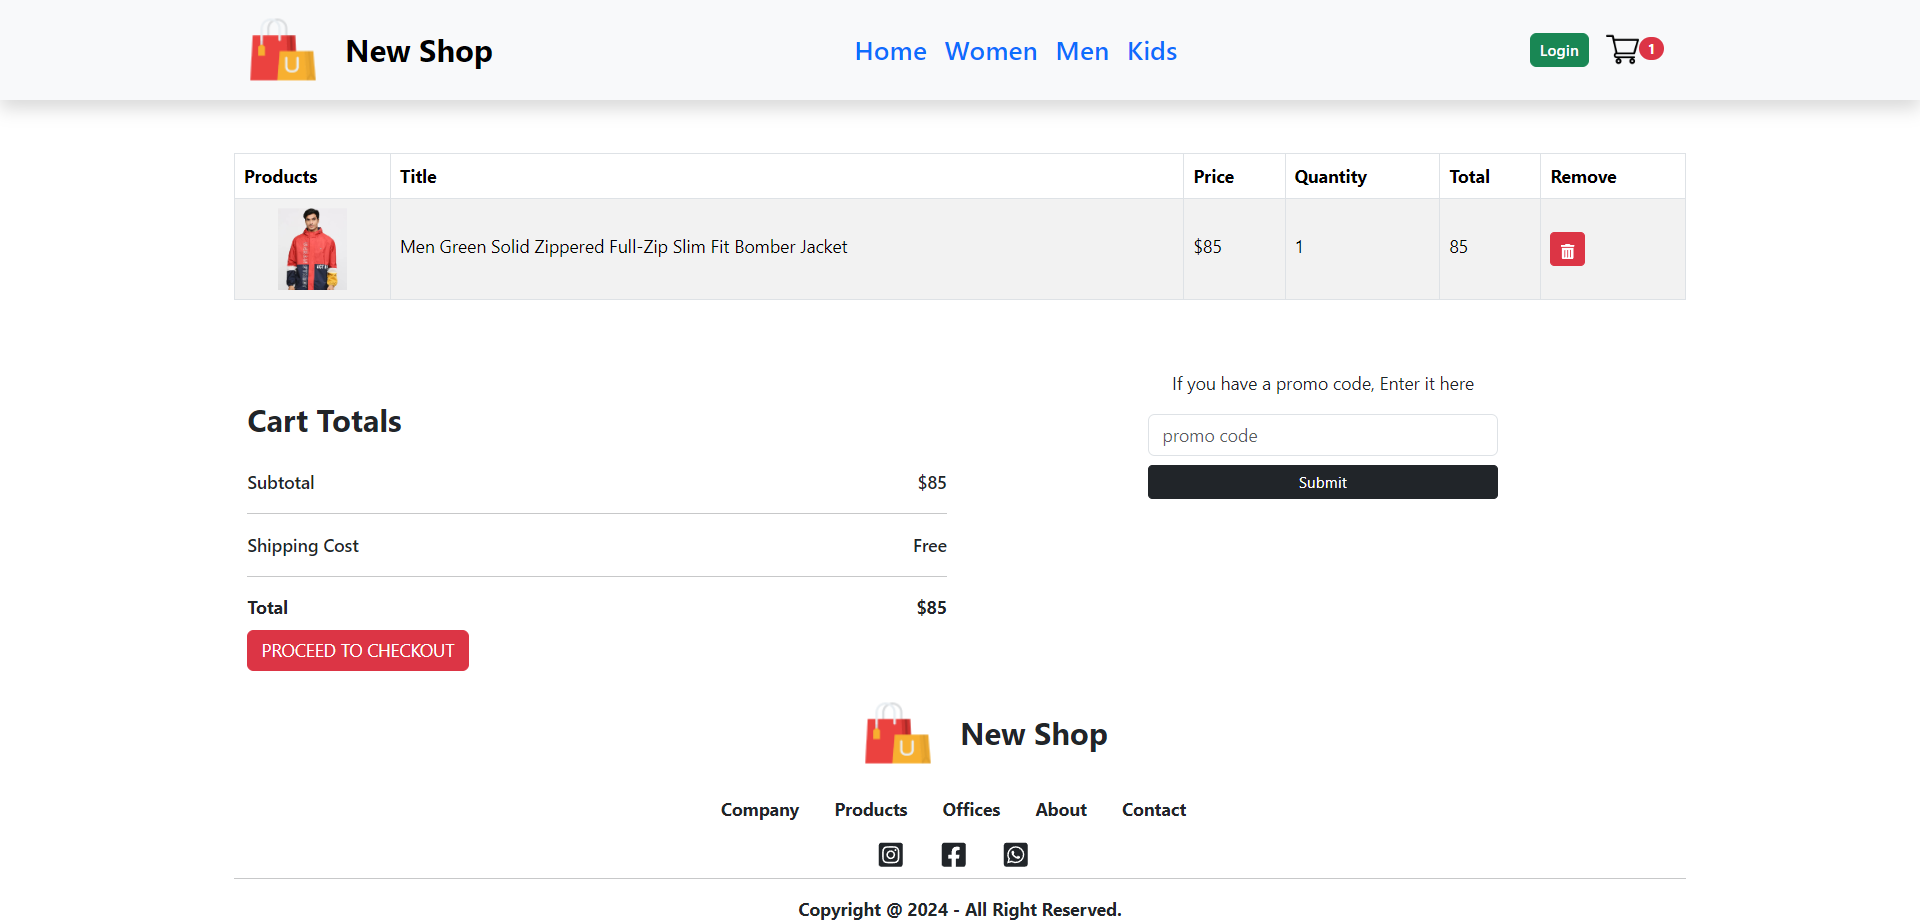 New Shop
Home Women Men Kids
Login
1
Products Title Price Quantity Total Remove
Men Green Solid Zippered Full-Zip Slim Fit Bomber Jacket $85 1 85
If you have a promo code, Enter it here
promo code
Submit
Cart Totals
Subtotal $85
Shipping Cost Free
Total $85
PROCEED TO CHECKOUT
New Shop
Company Products Offices About Contact
Copyright @ 2024 - All Right Reserved.